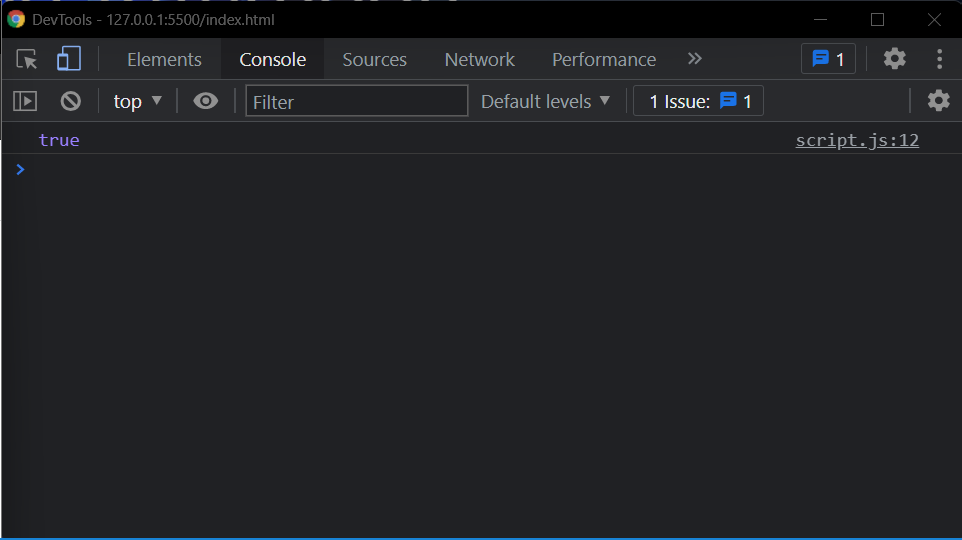 DevTools - 127.0.0.1:5500/index.html
Elements Console Sources Network Performance 1
top Filter Default levels 1 Issue: 1
true script.js:12